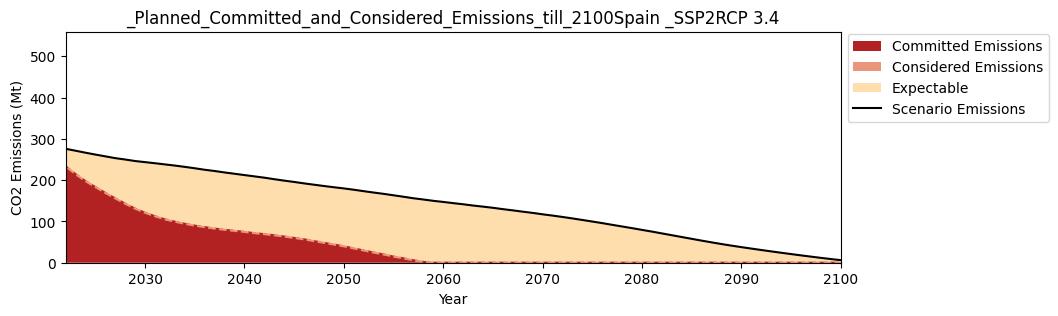 _Planned_Committed_and_Considered_Emissions_till_2100Spain _SSP2RCP 3.4
Committed Emissions
Considered Emissions
Expectable
Scenario Emissions
CO2 Emissions (Mt)
500
400
300
200
100
0
2030 2040 2050 2060 2070 2080 2090 2100
Year